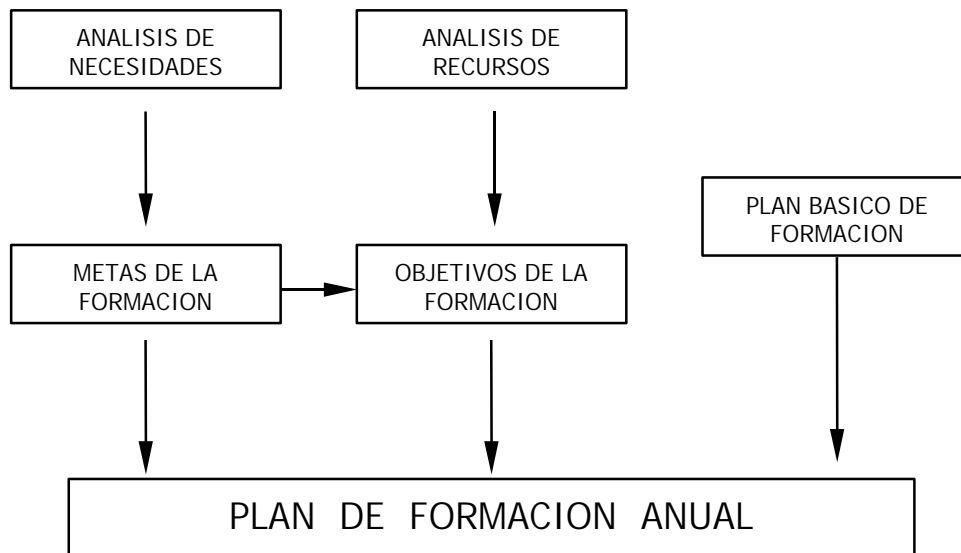 ANALISIS DE
NECESIDADES
ANALISIS DE
RECURSOS
PLAN BASICO DE
FORMACION
METAS DE LA
FORMACION
OBJETIVOS DE LA
FORMACION
PLAN DE FORMACION ANUAL